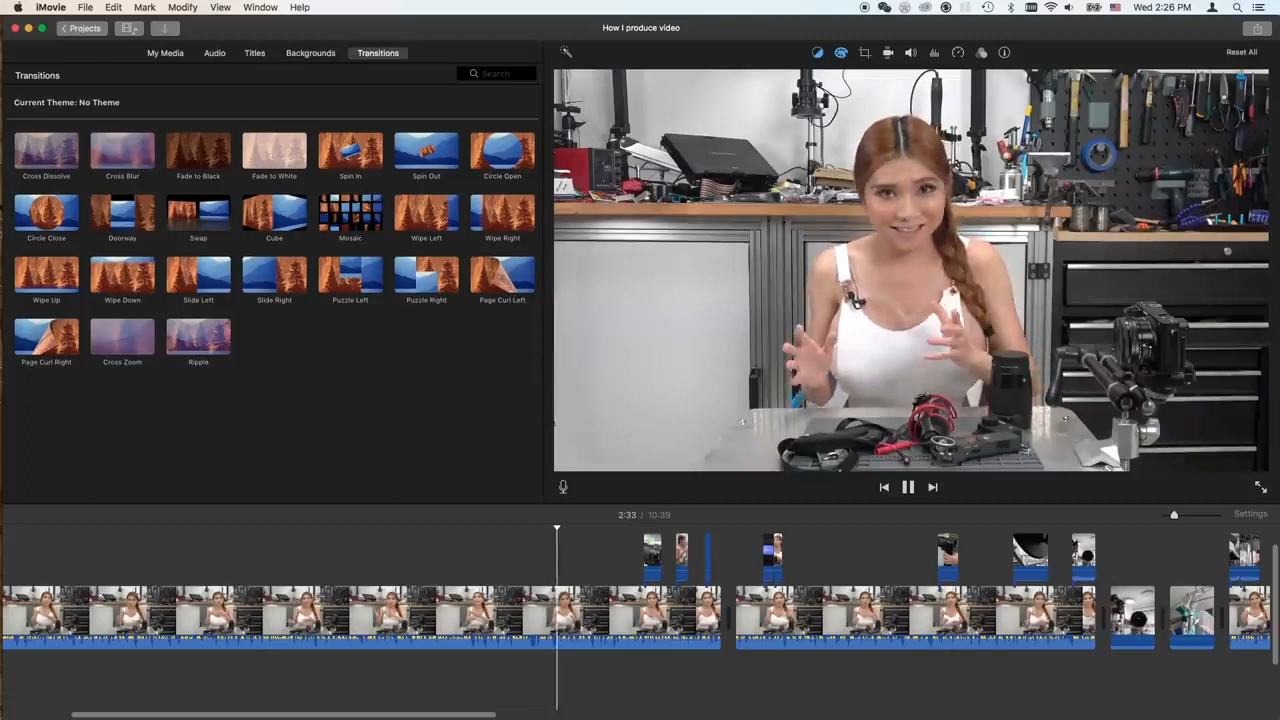 iMovie File Edit Mark Modify View Window Help Wed 2:26 PM
Projects How I produce video
My Media Audio Titles Backgrounds Transitions Reset All
Transitions Search
Current Theme: No Theme
Cross Dissolve Cross Blur Fade to Black Fade to White Spin In Spin Out Circle Open
Circle Close Doorway Swap Cube Mosaic Wipe Left Wipe Right
Wipe Up Wipe Down Slide Left Slide Right Puzzle Left Puzzle Right Page Curl Left
Page Curl Right Cross Zoom Ripple
2:33 / 10:39 Settings